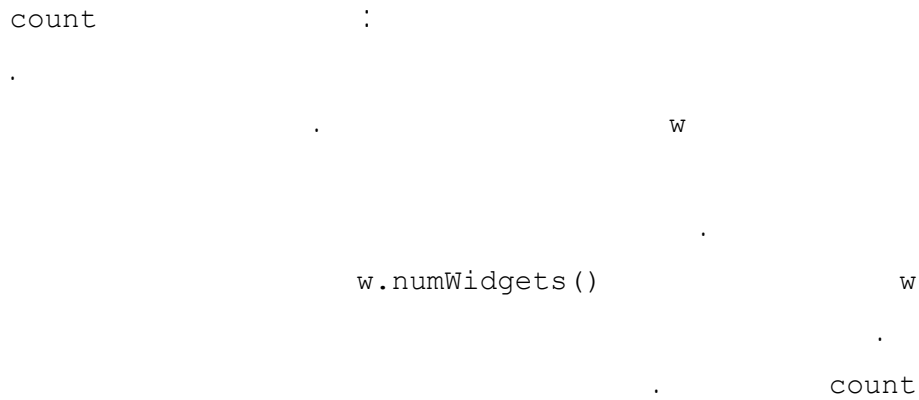 count :
.
. w
.
w.numWidgets() w
.
. count